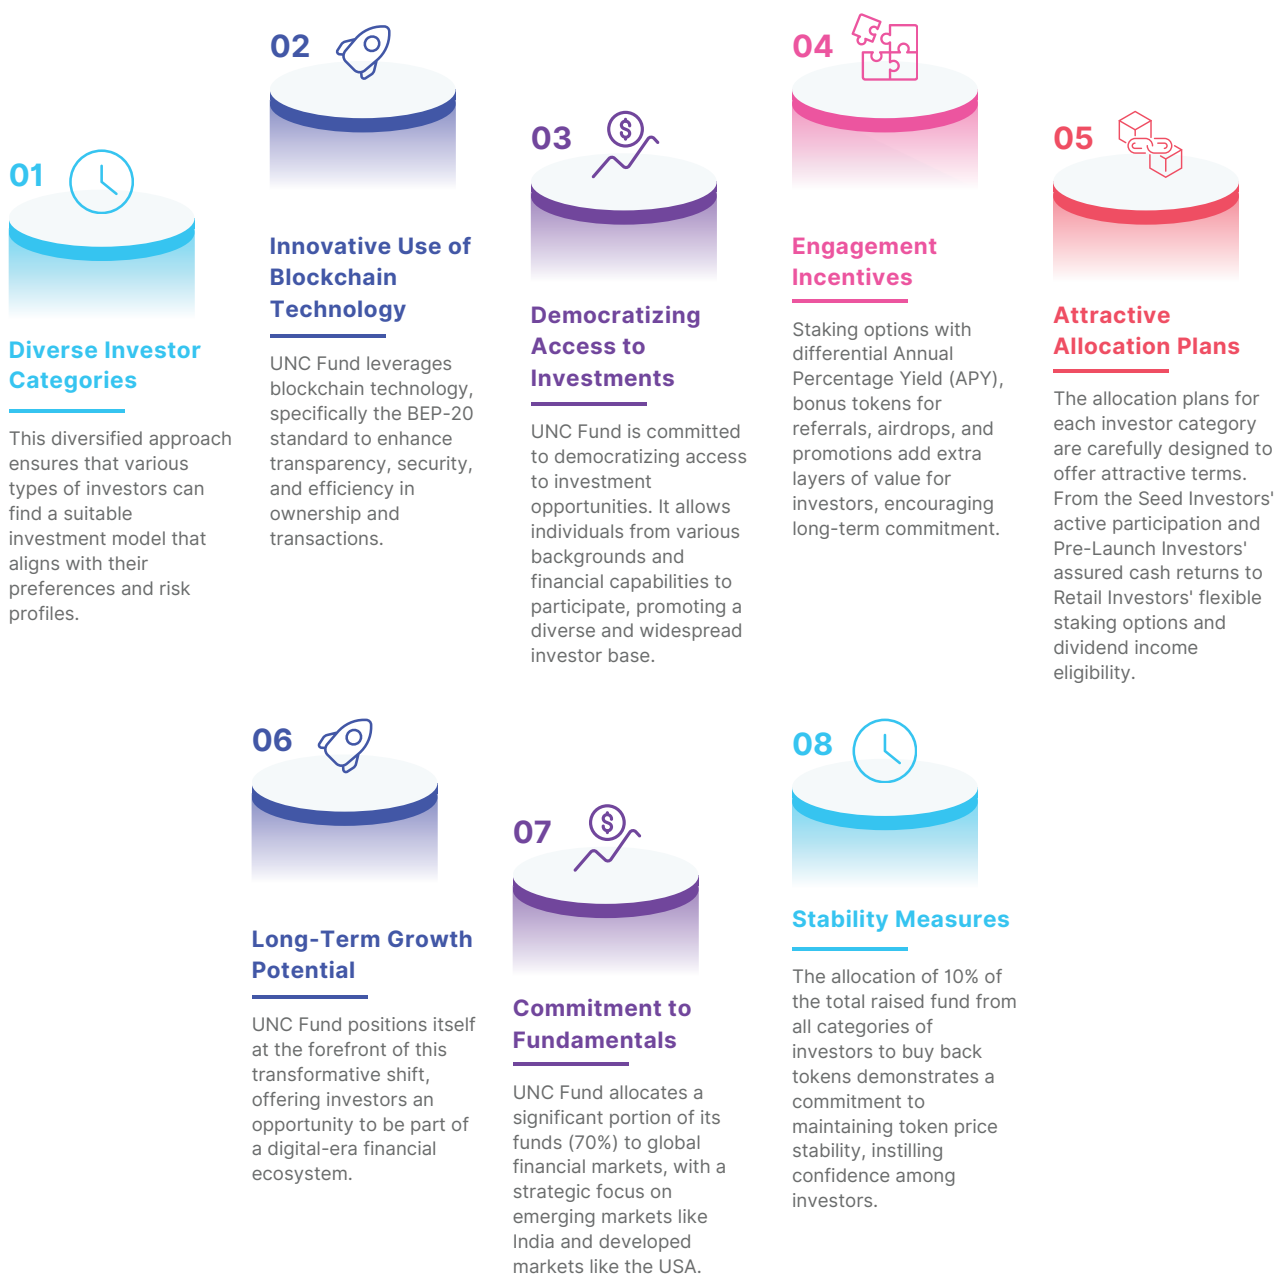 01
Diverse Investor
Categories
This diversified approach
ensures that various
types of investors can
find a suitable
investment model that
aligns with their
preferences and risk
profiles.
02
Innovative Use of
Blockchain
Technology
UNC Fund leverages
blockchain technology,
specifically the BEP-20
standard to enhance
transparency, security,
and efficiency in
ownership and
transactions.
03
$
Democratizing
Access to
Investments
UNC Fund is committed
to democratizing access
to investment
opportunities. It allows
individuals from various
backgrounds and
financial capabilities to
participate, promoting a
diverse and widespread
investor base.
04
Engagement
Incentives
Staking options with
differential Annual
Percentage Yield (APY),
bonus tokens for
referrals, airdrops, and
promotions add extra
layers of value for
investors, encouraging
long-term commitment.
05
Attractive
Allocation Plans
The allocation plans for
each investor category
are carefully designed to
offer attractive terms.
From the Seed Investors'
active participation and
Pre-Launch Investors'
assured cash returns to
Retail Investors' flexible
staking options and
dividend income
eligibility.
06
Long-Term Growth
Potential
UNC Fund positions itself
at the forefront of this
transformative shift,
offering investors an
opportunity to be part of
a digital-era financial
ecosystem.
07
$
Commitment to
Fundamentals
UNC Fund allocates a
significant portion of its
funds (70%) to global
financial markets, with a
strategic focus on
emerging markets like
India and developed
markets like the USA.
08
Stability Measures
The allocation of 10% of
the total raised fund from
all categories of
investors to buy back
tokens demonstrates a
commitment to
maintaining token price
stability, instilling
confidence among
investors.